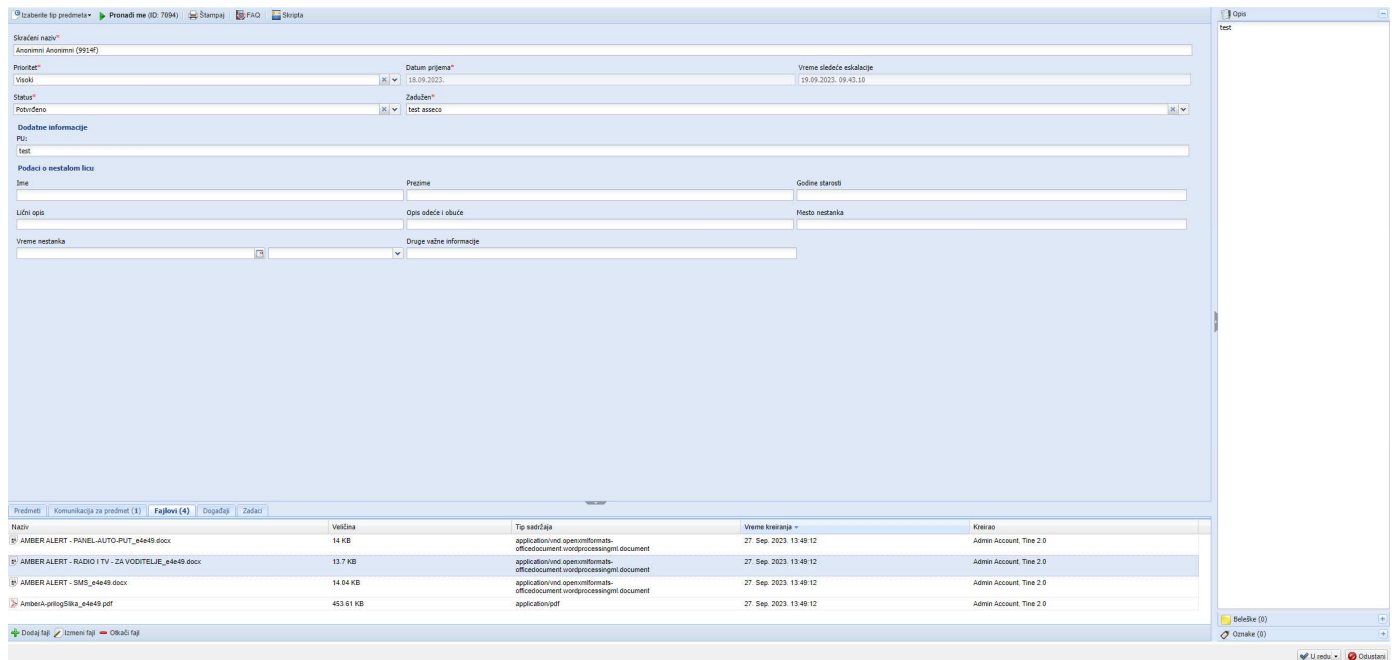 Izaberite tip predmeta Pronađi me (ID: 7894) Štampaj FAQ Skripta
Opis
test
Skraćeni naziv*
Anonimni Anonimni (9914f)
Prioritet* Datum prijema* Vreme sledeće eskalacije
Visoki 18.09.2023. 19.09.2023. 09.43.10
Status* Zadužen*
Potvrđeno test asseco
Dodatne informacije
PU:
test
Podaci o nestalom licu
Ime Prezime Godine starosti
Lični opis Opis odeće i obuće Mesto nestanka
Vreme nestanka Druge važne informacije
Predmeti Komunikacija za predmet (1) Fajlovi (4) Događaji Zadaci
Naziv Veličina Tip sadržaja Vreme kreiranja Kreirao
AMBER ALERT - PANEL-AUTO-PUT_e4e49.docx 14 KB application/vnd.openxmlformats-
officedocument.wordprocessingml.document 27. Sep. 2023. 13:49:12 Admin Account, Tine 2.0
AMBER ALERT - RADIO I TV - ZA VODITELJE_e4e49.docx 13.7 KB application/vnd.openxmlformats-
officedocument.wordprocessingml.document 27. Sep. 2023. 13:49:12 Admin Account, Tine 2.0
AMBER ALERT - SMS_e4e49.docx 14.04 KB application/vnd.openxmlformats-
officedocument.wordprocessingml.document 27. Sep. 2023. 13:49:12 Admin Account, Tine 2.0
AmberA-prilogSlika_e4e49.pdf 453.61 KB application/pdf 27. Sep. 2023. 13:49:12 Admin Account, Tine 2.0
Dodaj fajl Izmeni fajl Otkači fajl
Beleške (0)
Oznake (0)
U redu Odustani